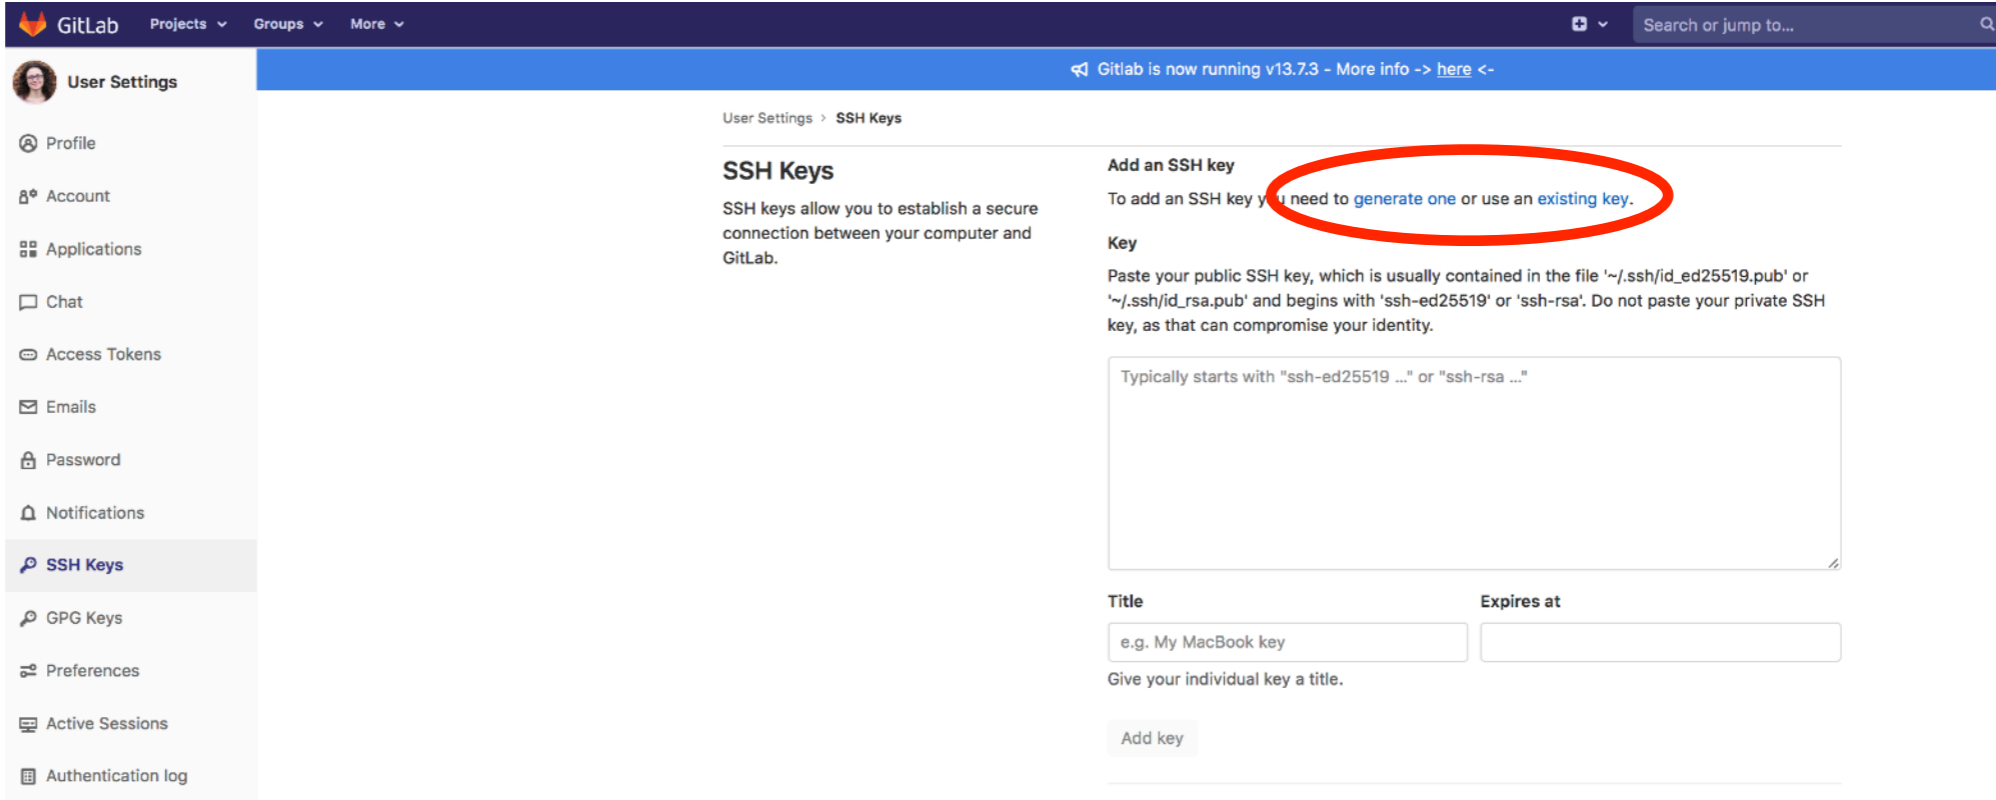 GitLab Projects Groups More Search or jump to...
User Settings
Gitlab is now running v13.7.3 - More info -> here <-
Profile
Account
Applications
Chat
Access Tokens
Emails
Password
Notifications
SSH Keys
GPG Keys
Preferences
Active Sessions
Authentication log
User Settings > SSH Keys
SSH Keys
SSH keys allow you to establish a secure
connection between your computer and
GitLab.
Add an SSH key
To add an SSH key you need to generate one or use an existing key.
Key
Paste your public SSH key, which is usually contained in the file '~/.ssh/id_ed25519.pub' or
'~/.ssh/id_rsa.pub' and begins with 'ssh-ed25519' or 'ssh-rsa'. Do not paste your private SSH
key, as that can compromise your identity.
Typically starts with "ssh-ed25519 ..." or "ssh-rsa ..."
Title
Expires at
e.g. My MacBook key
Give your individual key a title.
Add key